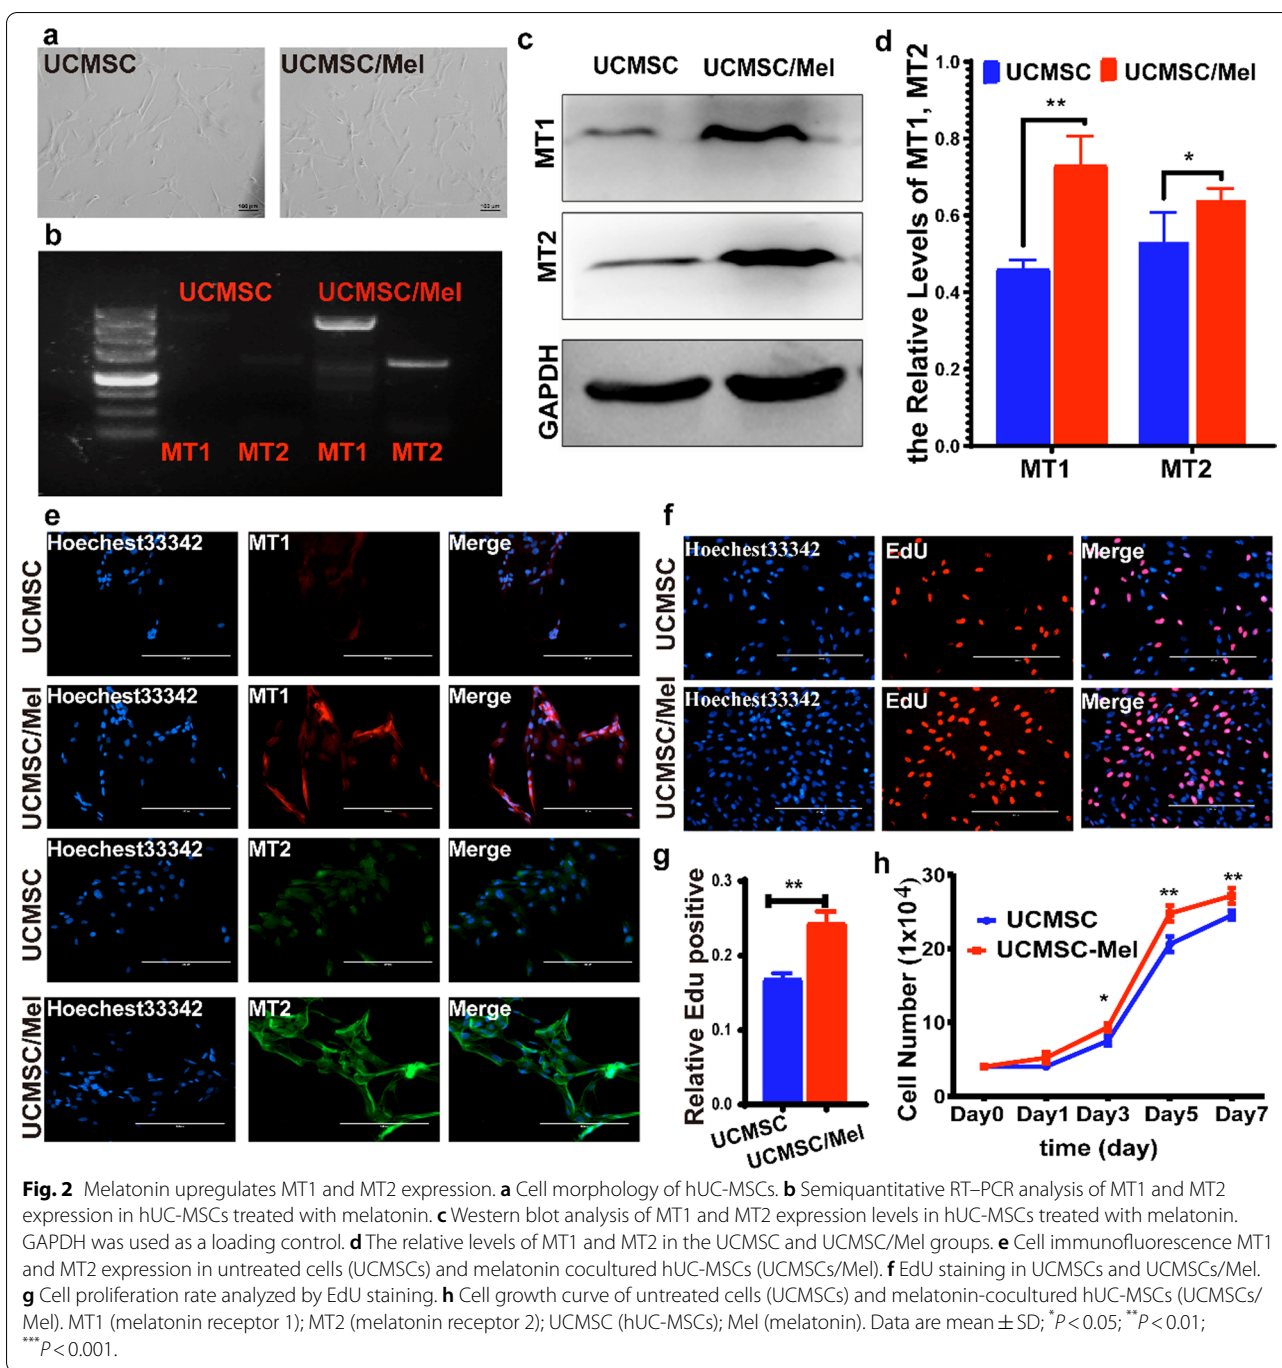 a
UCMSC
UCMSC/Mel
100 μm
100 μm
b
UCMSC
UCMSC/Mel
MT1
MT2
MT1
MT2
c
UCMSC
UCMSC/Mel
MT1
MT2
GAPDH
d
the Relative Levels of MT1, MT2
UCMSC
UCMSC/Mel
1.0
0.8
0.6
0.4
0.2
0.0
**
*
MT1
MT2
e
UCMSC
Hoechest33342
MT1
Merge
UCMSC/Mel
Hoechest33342
MT1
Merge
UCMSC
Hoechest33342
MT2
Merge
UCMSC/Mel
Hoechest33342
MT2
Merge
f
UCMSC
Hoechest33342
EdU
Merge
UCMSC/Mel
Hoechest33342
EdU
Merge
g
Relative Edu positive
0.3
0.2
0.1
0.0
**
UCMSC
UCMSC/Mel
h
Cell Number (1x10⁴)
30
20
10
0
UCMSC
UCMSC-Mel
*
**
**
Day0
Day1
Day3
Day5
Day7
time (day)
Fig. 2 Melatonin upregulates MT1 and MT2 expression. a Cell morphology of hUC-MSCs. b Semiquantitative RT–PCR analysis of MT1 and MT2
expression in hUC-MSCs treated with melatonin. c Western blot analysis of MT1 and MT2 expression levels in hUC-MSCs treated with melatonin.
GAPDH was used as a loading control. d The relative levels of MT1 and MT2 in the UCMSC and UCMSC/Mel groups. e Cell immunofluorescence MT1
and MT2 expression in untreated cells (UCMSCs) and melatonin cocultured hUC-MSCs (UCMSCs/Mel). f EdU staining in UCMSCs and UCMSCs/Mel.
g Cell proliferation rate analyzed by EdU staining. h Cell growth curve of untreated cells (UCMSCs) and melatonin-cocultured hUC-MSCs (UCMSCs/
Mel). MT1 (melatonin receptor 1); MT2 (melatonin receptor 2); UCMSC (hUC-MSCs); Mel (melatonin). Data are mean ± SD; *P < 0.05; **P < 0.01;
***P < 0.001.